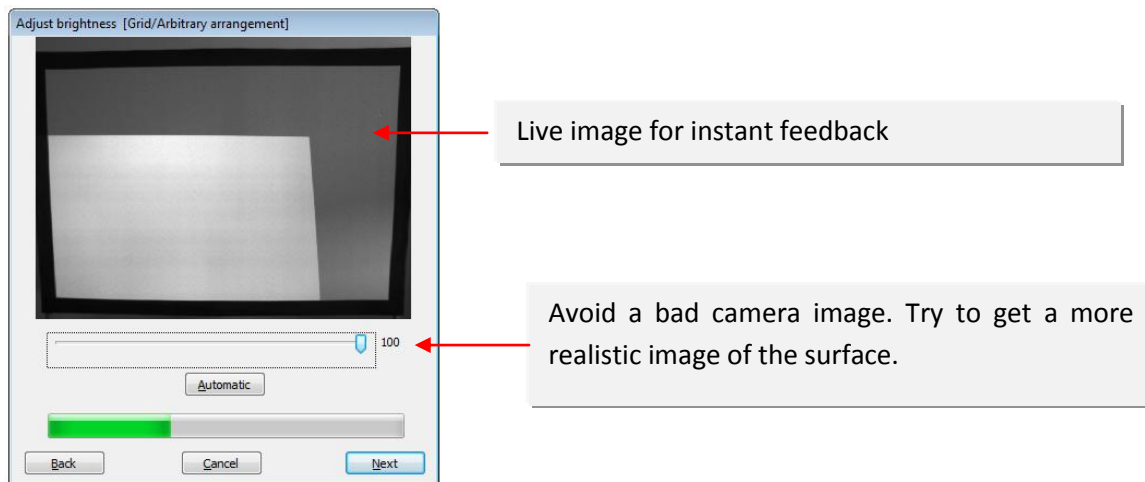 Adjust brightness [Grid/Arbitrary arrangement]
Live image for instant feedback
Avoid a bad camera image. Try to get a more
realistic image of the surface.
100
Automatic
Back
Cancel
Next